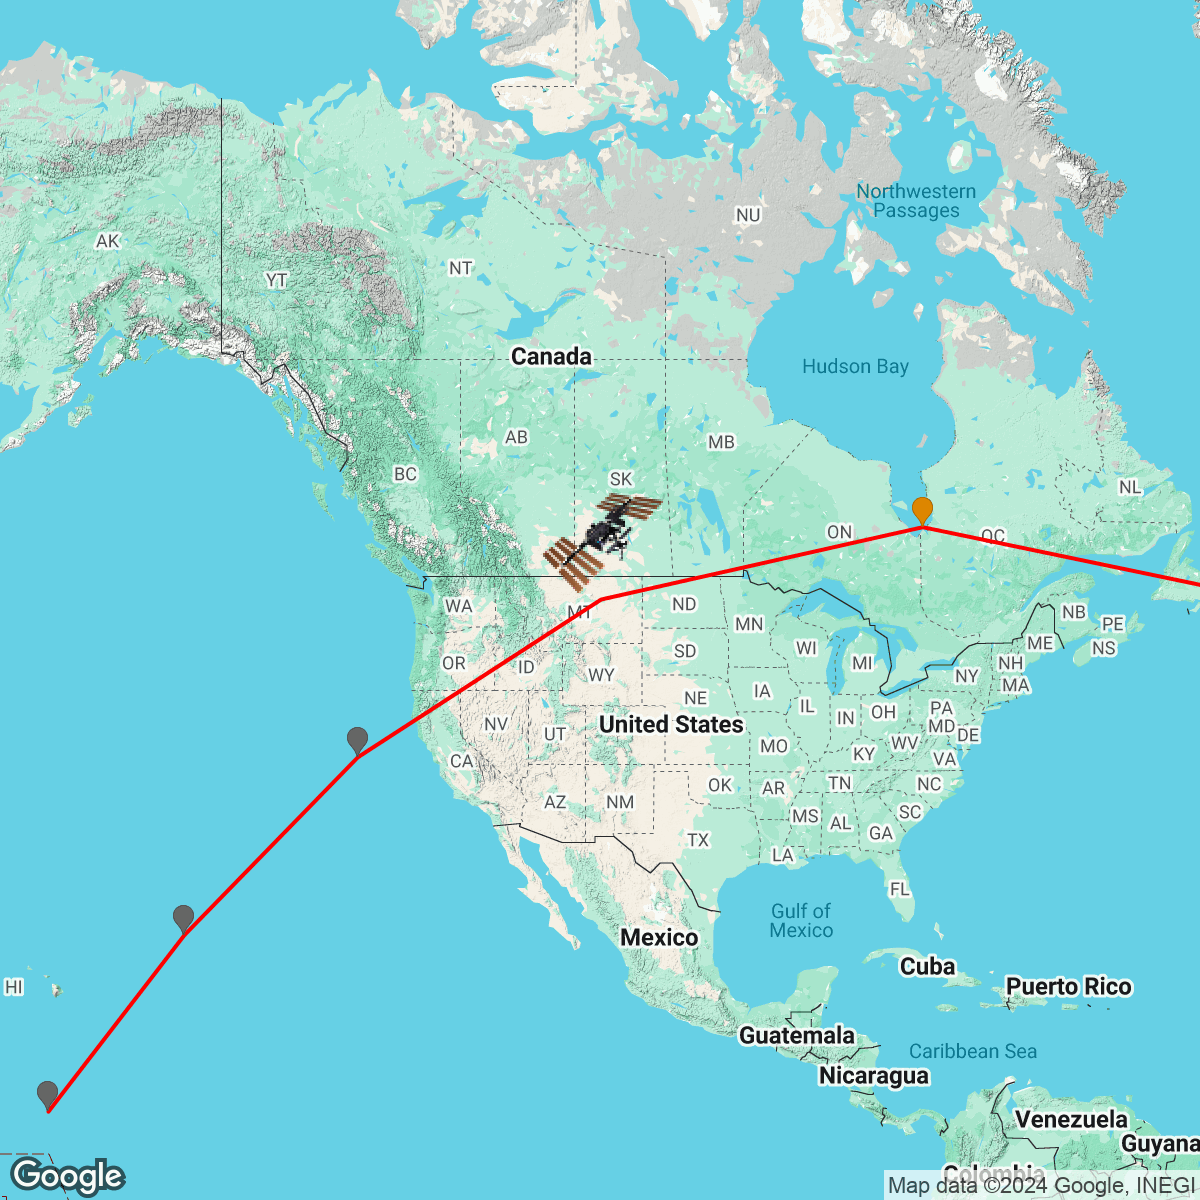 Northwestern
Passages
NU
AK
YT
NT
Canada
Hudson Bay
AB
MB
BC
SK
NL
ON
QC
WA
MT
ND
MN
NB
PE
OR
ID
SD
WI
MI
ME
NS
WY
NY
NH
MA
NE
IA
IL
IN
OH
PA
NV
UT
United States
MD
DE
CA
MO
KY
WV
VA
AZ
NM
OK
AR
TN
NC
MS
AL
SC
GA
TX
LA
FL
Gulf of
Mexico
Mexico
Cuba
HI
Puerto Rico
Guatemala
Caribbean Sea
Nicaragua
Venezuela
Guyana
Colombia
Google
Map data ©2024 Google, INEGI